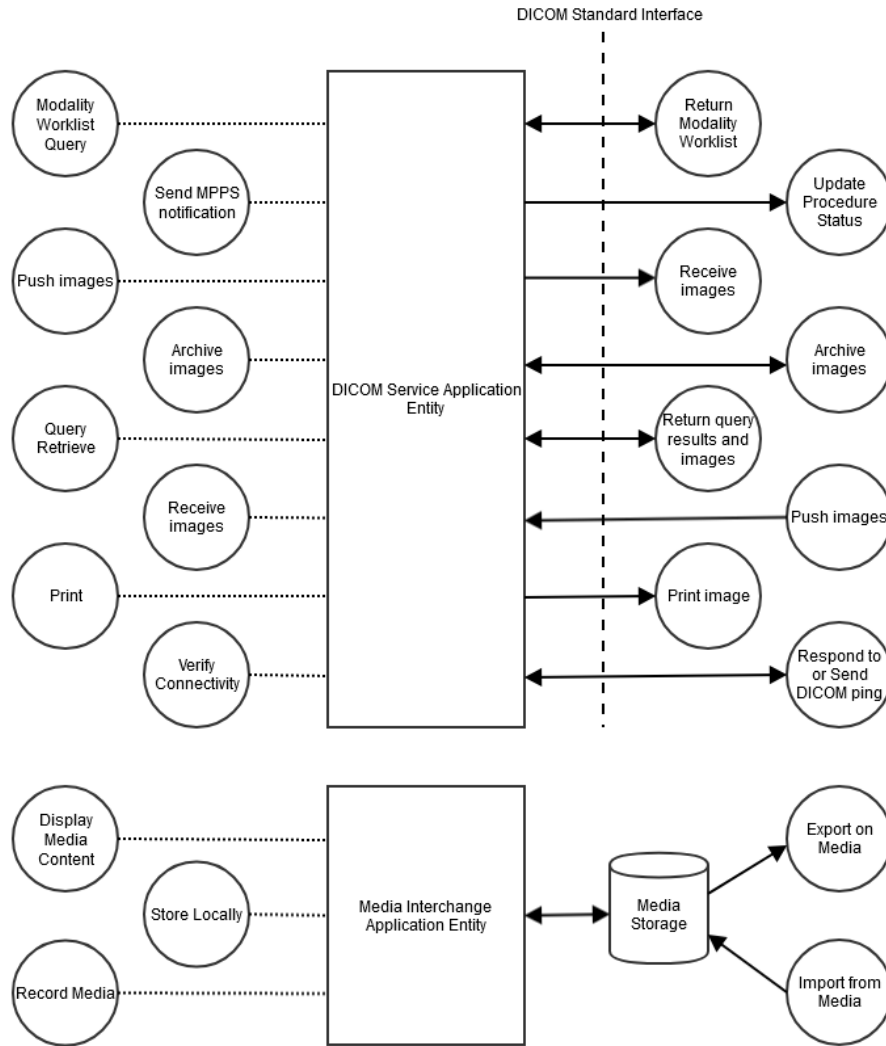 DICOM Standard Interface
Modality
Worklist
Query
Return
Modality
Worklist
Send MPPS
notification
Update
Procedure
Status
Push images
Receive
images
Archive
images
DICOM Service Application
Entity
Archive
images
Query
Retrieve
Return query
results and
images
Receive
images
Push images
Print
Print image
Verify
Connectivity
Respond to
or Send
DICOM ping
Display
Media
Content
Export on
Media
Store Locally
Media Interchange
Application Entity
Media
Storage
Record Media
Import from
Media